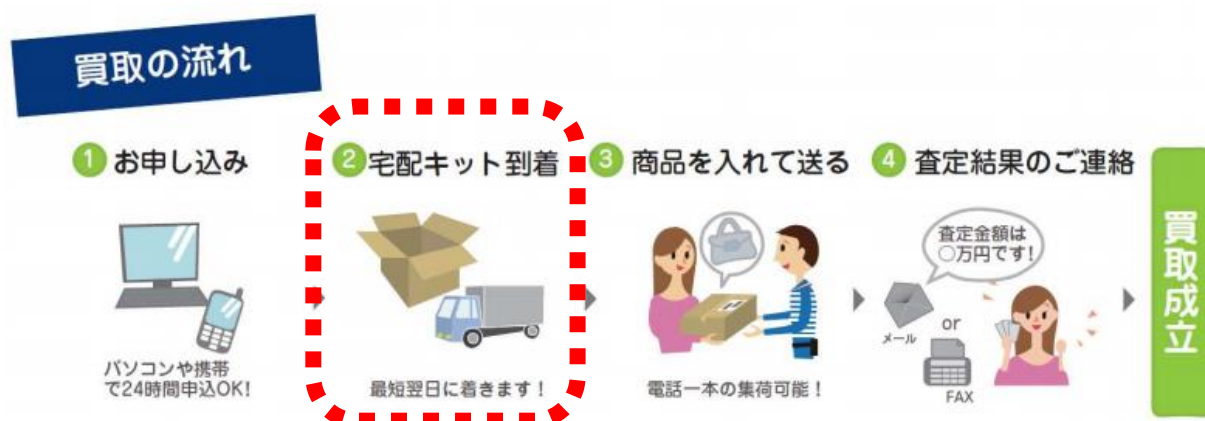 買取の流れ
1 お申し込み
パソコンや携帯
で24時間申込OK!
2 宅配キット到着
最短翌日に着きます!
3 商品を入れて送る
電話一本の集荷可能!
4 査定結果のご連絡
査定金額は
○万円です!
メール
or
FAX
買取成立